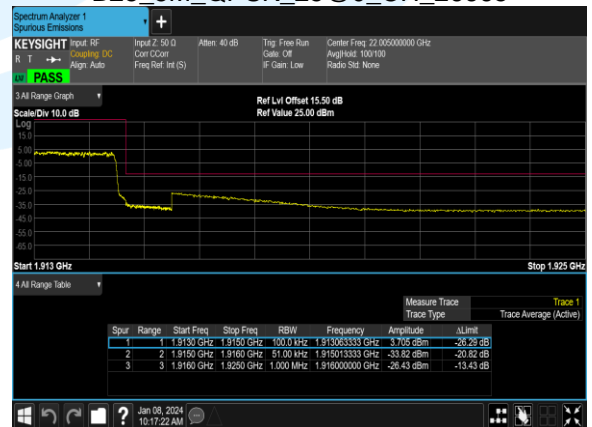 Spectrum Analyzer 1
Spurious Emissions
+
KEYSIGHT Input: RF Input Z: 50 Ω Atten: 40 dB Trig: Free Run Center Freq: 22.005000000 GHz
R T Coupling: DC Corr CCorr Gate: Off Avg|Hold: 100/100
Align: Auto Freq Ref: Int (S) IF Gain: Low Radio Std: None
LV PASS
3 All Range Graph
Ref Lvl Offset 15.50 dB
Scale/Div 10.0 dB Ref Value 25.00 dBm
Log
15.0
5.00
-5.00
-15.0
-25.0
-35.0
-45.0
-55.0
-65.0
Start 1.913 GHz Stop 1.925 GHz
4 All Range Table
Measure Trace Trace 1
Trace Type Trace Average (Active)
Spur Range Start Freq Stop Freq RBW Frequency Amplitude ΔLimit
1 1 1.9130 GHz 1.9150 GHz 100.0 kHz 1.913063333 GHz 3.705 dBm -26.29 dB
2 2 1.9150 GHz 1.9160 GHz 51.00 kHz 1.915013333 GHz -33.82 dBm -20.82 dB
3 3 1.9160 GHz 1.9250 GHz 1.000 MHz 1.916000000 GHz -26.43 dBm -13.43 dB
? Jan 08, 2024
10:17:22 AM